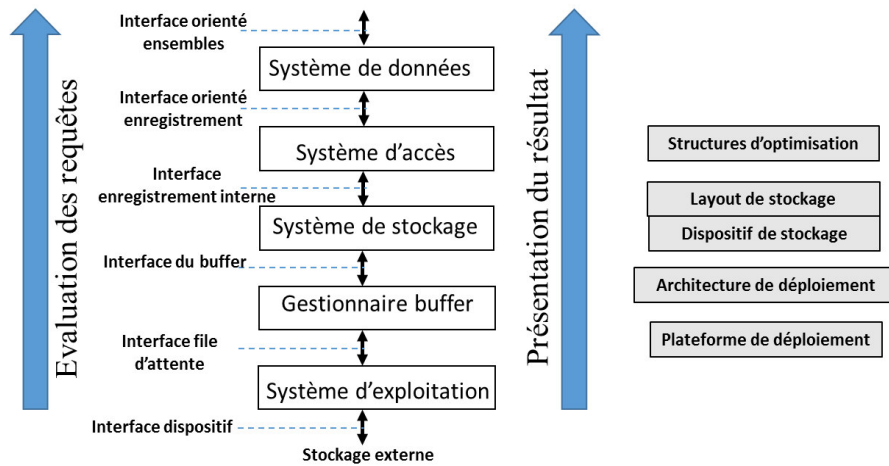 Interface orienté
ensembles
Système de données
Interface orienté
enregistrement
Système d'accès
Interface
enregistrement interne
Système de stockage
Interface du buffer
Gestionnaire buffer
Interface file
d'attente
Système d'exploitation
Interface dispositif
Stockage externe
Evaluation des requêtes
Présentation du résultat
Structures d'optimisation
Layout de stockage
Dispositif de stockage
Architecture de déploiement
Plateforme de déploiement